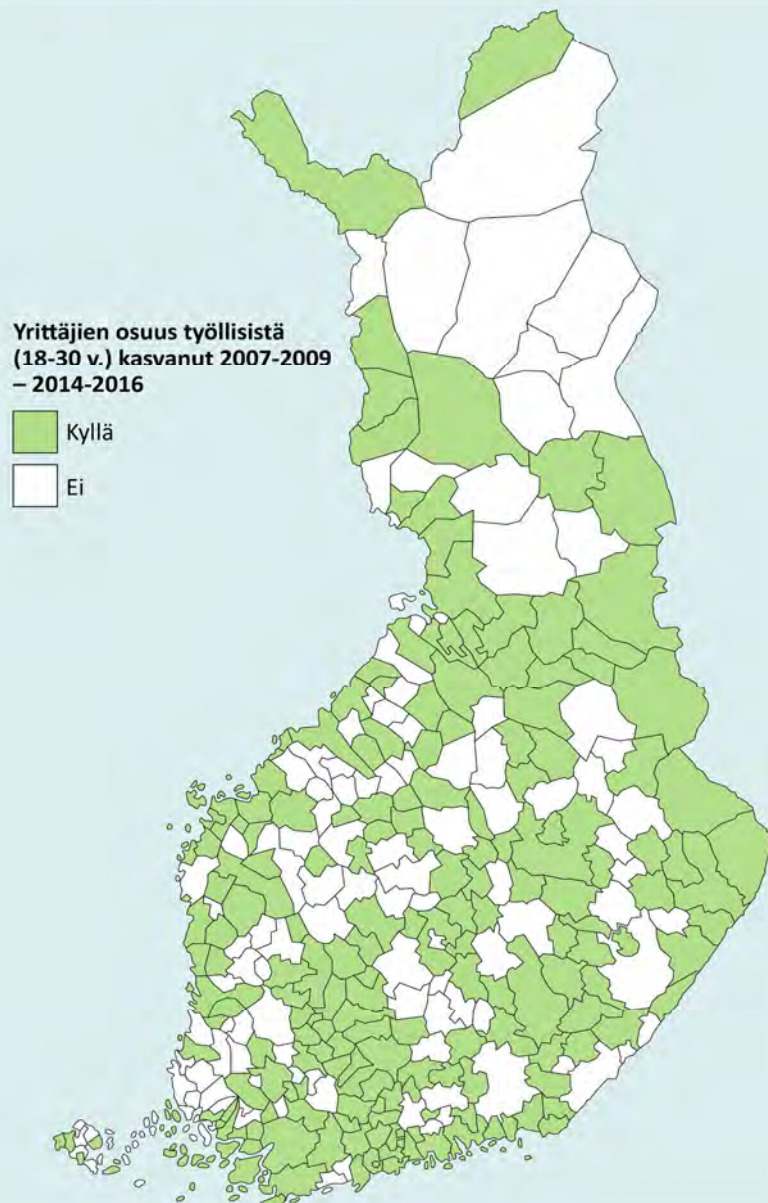 Yrittäjien osuus työllisistä
(18-30 v.) kasvanut 2007-2009
– 2014-2016
Kyllä
Ei